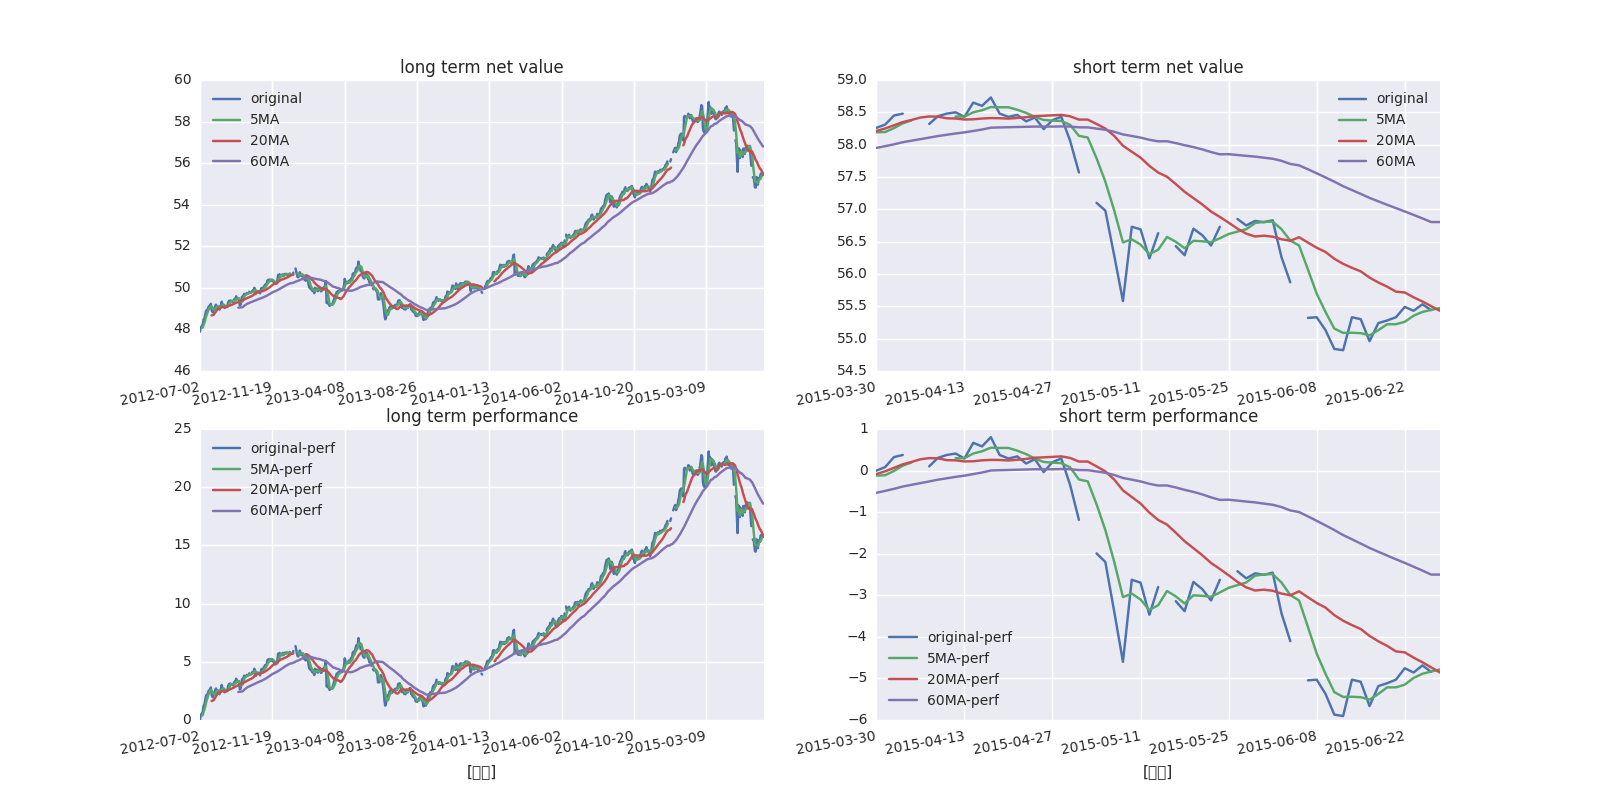 long term net value
60
58
56
54
52
50
48
46
original
5MA
20MA
60MA
2012-07-02 2012-11-19 2013-04-08 2013-08-26 2014-01-13 2014-06-02 2014-10-20 2015-03-09
short term net value
59.0
58.5
58.0
57.5
57.0
56.5
56.0
55.5
55.0
54.5
original
5MA
20MA
60MA
2015-03-30 2015-04-13 2015-04-27 2015-05-11 2015-05-25 2015-06-08 2015-06-22
long term performance
25
20
15
10
5
0
original-perf
5MA-perf
20MA-perf
60MA-perf
2012-07-02 2012-11-19 2013-04-08 2013-08-26 2014-01-13 2014-06-02 2014-10-20 2015-03-09
short term performance
1
0
−1
−2
−3
−4
−5
−6
original-perf
5MA-perf
20MA-perf
60MA-perf
2015-03-30 2015-04-13 2015-04-27 2015-05-11 2015-05-25 2015-06-08 2015-06-22